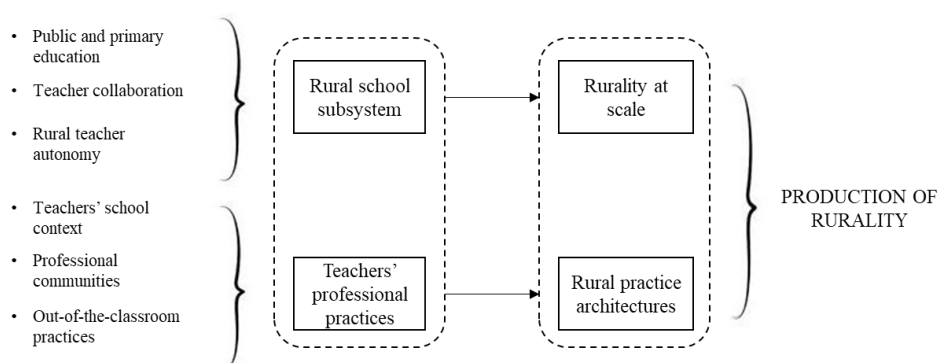 • Public and primary
education
• Teacher collaboration
• Rural teacher
autonomy
• Teachers' school
context
• Professional
communities
• Out-of-the-classroom
practices
Rural school
subsystem
Teachers'
professional
practices
Rurality at
scale
Rural practice
architectures
PRODUCTION OF
RURALITY